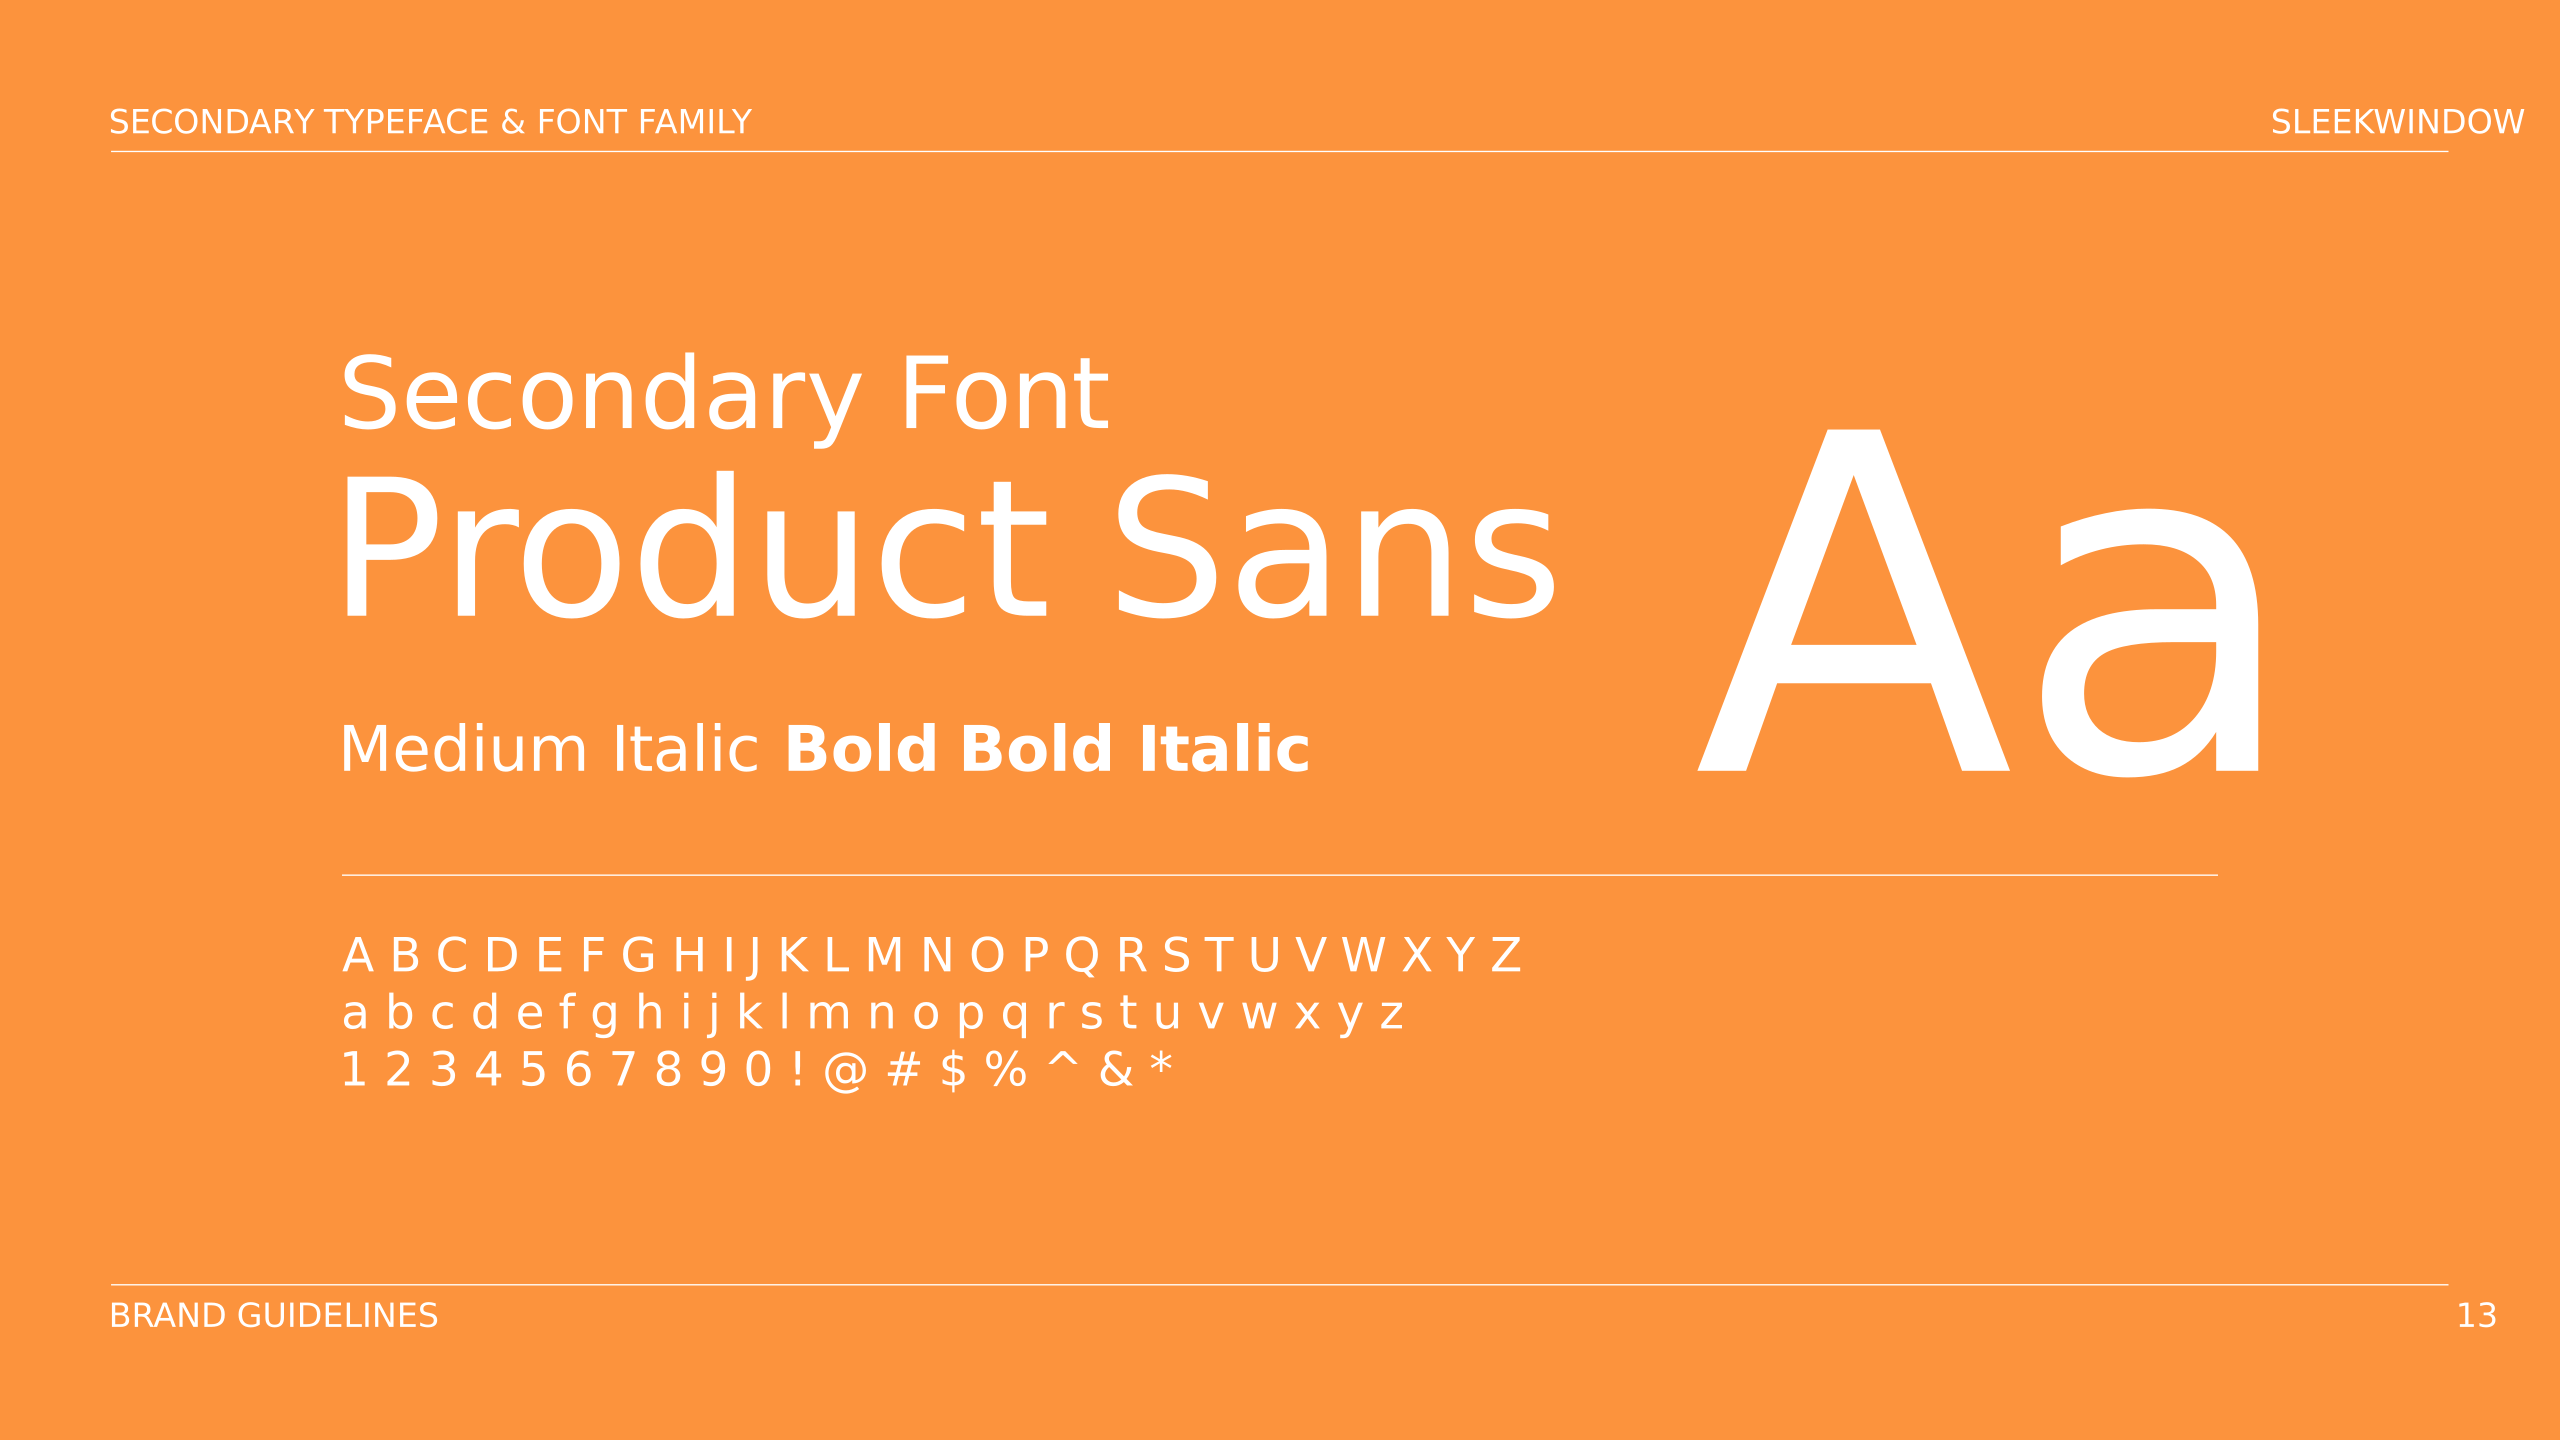 SECONDARY TYPEFACE & FONT FAMILY
SLEEKWINDOW
Secondary Font
Product Sans
Aa
Medium Italic Bold Bold Italic
A B C D E F G H I J K L M N O P Q R S T U V W X Y Z
a b c d e f g h i j k l m n o p q r s t u v w x y z
1 2 3 4 5 6 7 8 9 0 ! @ # $ % ^ & *
BRAND GUIDELINES
13